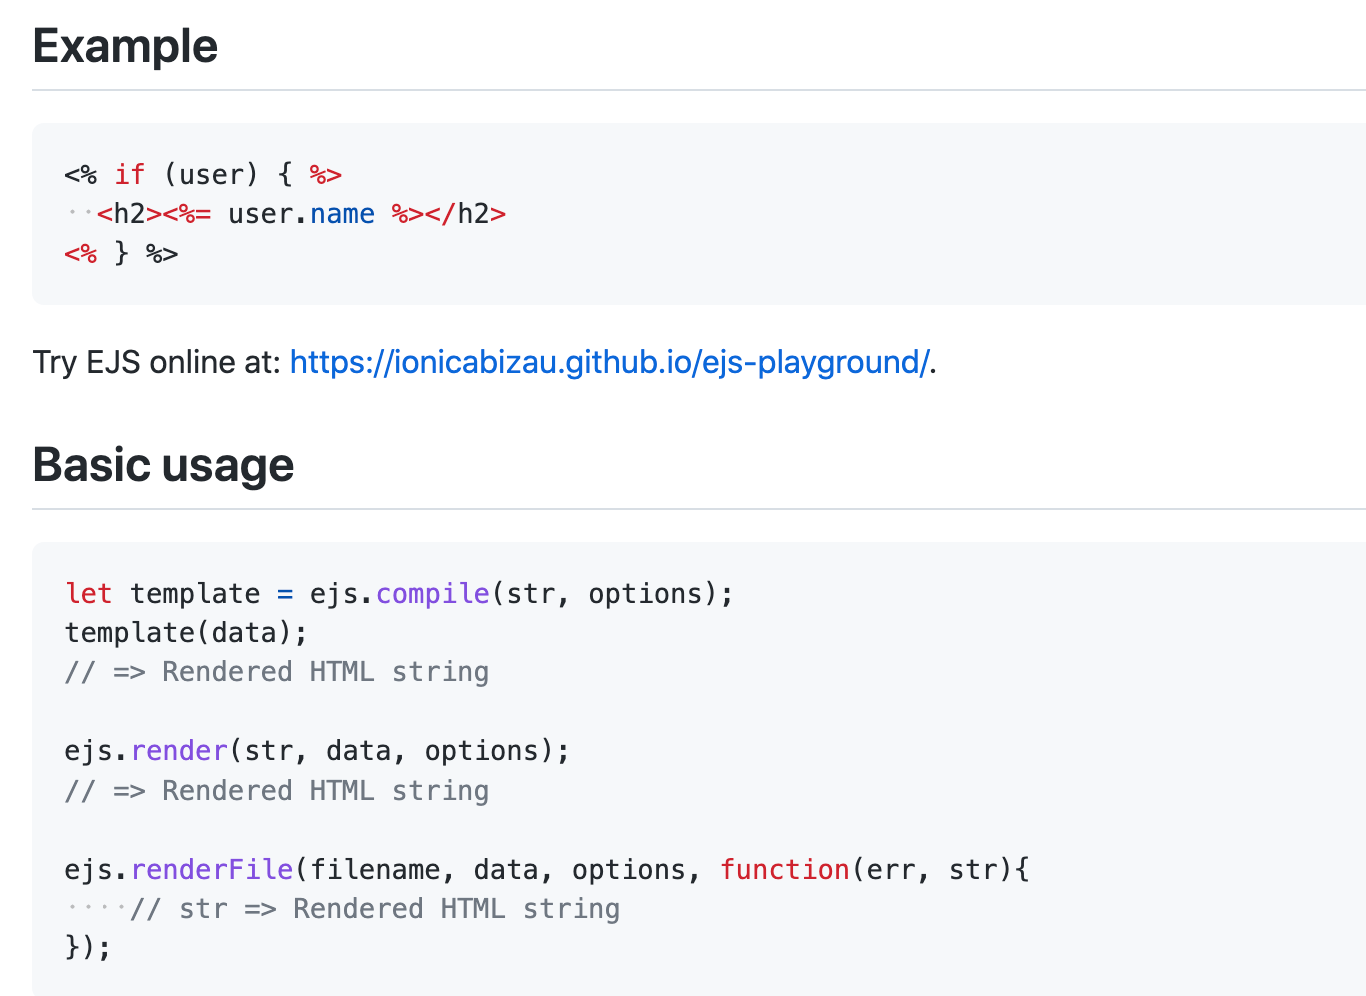 Example
<% if (user) { %>
  <h2><%= user.name %></h2>
<% } %>
Try EJS online at: https://ionicabizau.github.io/ejs-playground/.
Basic usage
let template = ejs.compile(str, options);
template(data);
// => Rendered HTML string
ejs.render(str, data, options);
// => Rendered HTML string
ejs.renderFile(filename, data, options, function(err, str){
    // str => Rendered HTML string
});